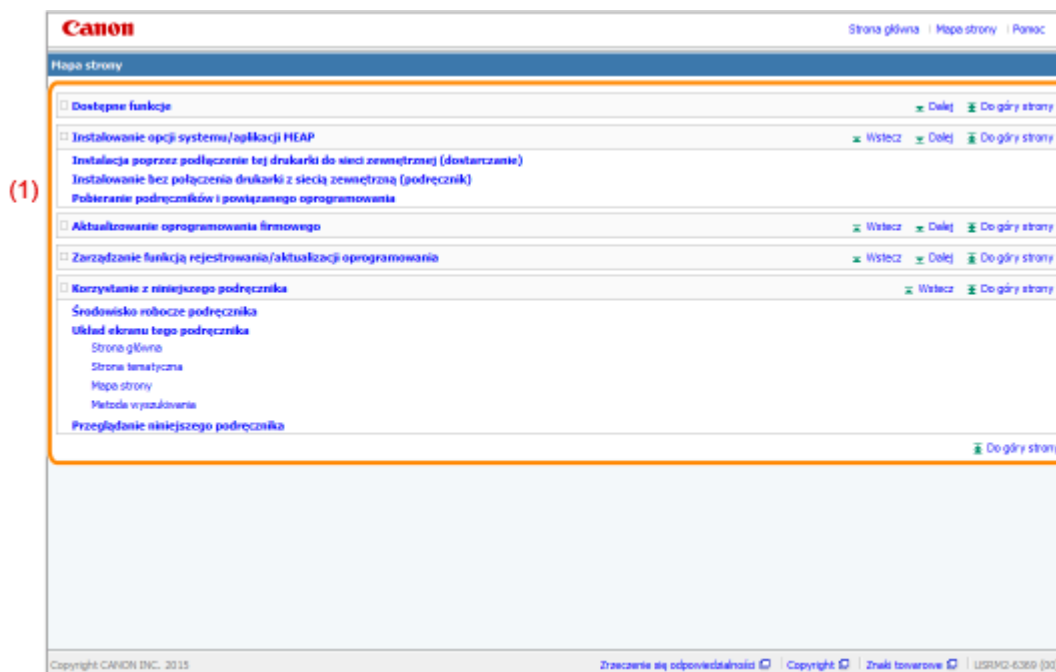 Canon
Strona główna Mapa strony Pomoc
Mapa strony
Dostępne funkcje Dalej Do góry strony
Instalowanie opcji systemu/aplikacji MEAP Wstecz Dalej Do góry strony
Instalacja poprzez podłączenie tej drukarki do sieci zewnętrznej (dostarczanie)
Instalowanie bez połączenia drukarki z siecią zewnętrzną (podręcznik)
(1)
Pobieranie podręczników i powiązanego oprogramowania
Aktualizowanie oprogramowania firmowego Wstecz Dalej Do góry strony
Zarządzanie funkcją rejestrowania/aktualizacji oprogramowania Wstecz Dalej Do góry strony
Korzystanie z niniejszego podręcznika Wstecz Do góry strony
Środowisko robocze podręcznika
Układ ekranu tego podręcznika
Strona główna
Strona tematyczna
Mapa strony
Metoda wyszukiwania
Przeglądanie niniejszego podręcznika
Do góry strony
Copyright CANON INC. 2015 Zrzeczenie się odpowiedzialności Copyright Znaki towarowe USRM2-6369